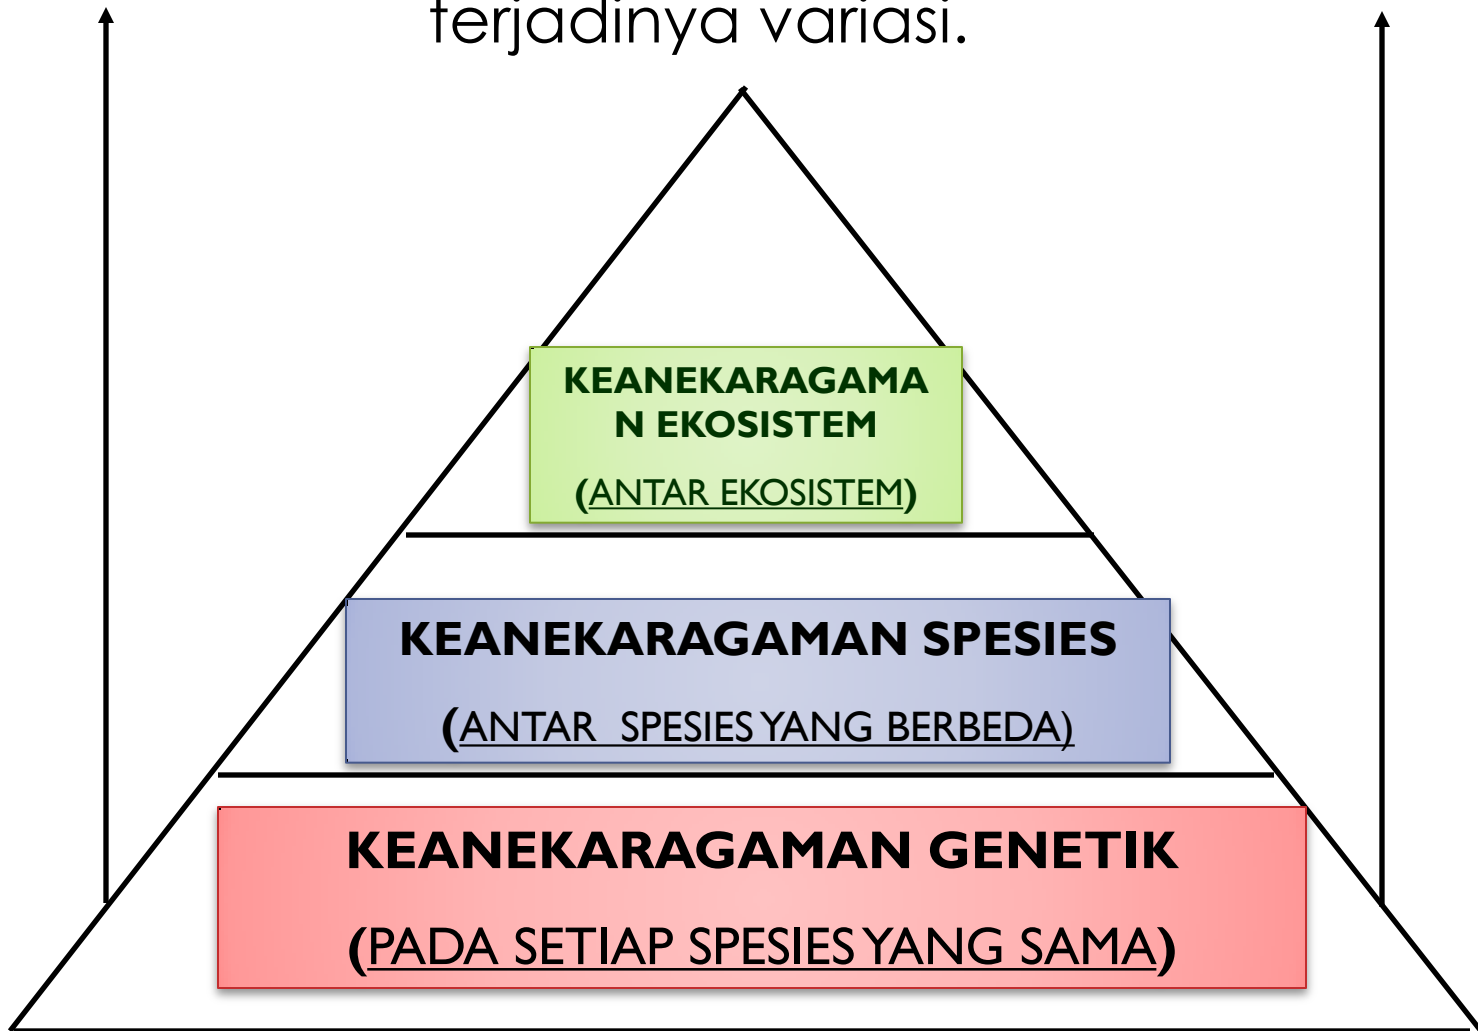 terjadinya variasi.
KEANEKARAGAMA
N EKOSISTEM
(ANTAR EKOSISTEM)
KEANEKARAGAMAN SPESIES
(ANTAR  SPESIES YANG BERBEDA)
KEANEKARAGAMAN GENETIK
(PADA SETIAP SPESIES YANG SAMA)